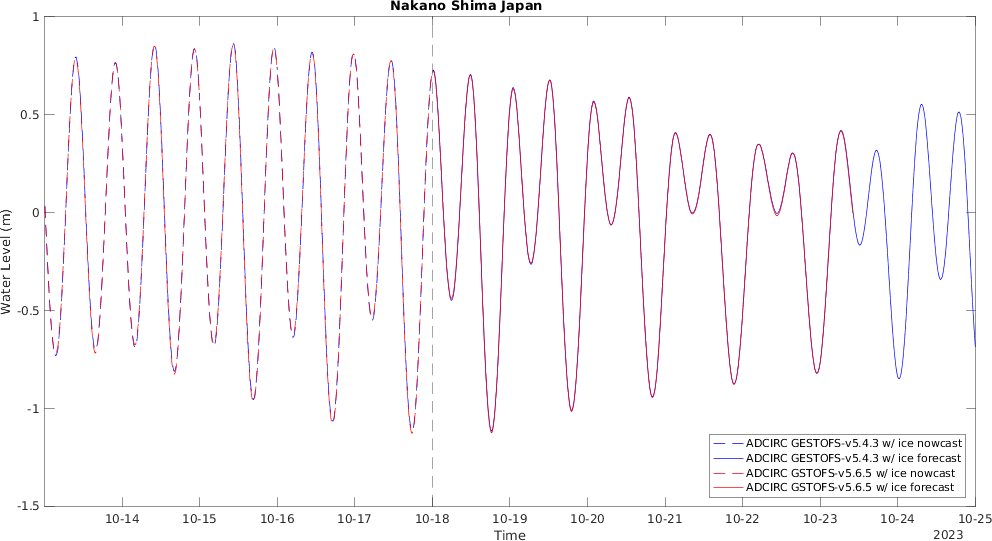 Nakano Shima Japan
1
0.5
0
-0.5
-1
-1.5
Water Level (m)
ADCIRC GESTOFS-v5.4.3 w/ ice nowcast
ADCIRC GESTOFS-v5.4.3 w/ ice forecast
ADCIRC GSTOFS-v5.6.5 w/ ice nowcast
ADCIRC GSTOFS-v5.6.5 w/ ice forecast
10-14 10-15 10-16 10-17 10-18 10-19 10-20 10-21 10-22 10-23 10-24 10-25
Time
2023